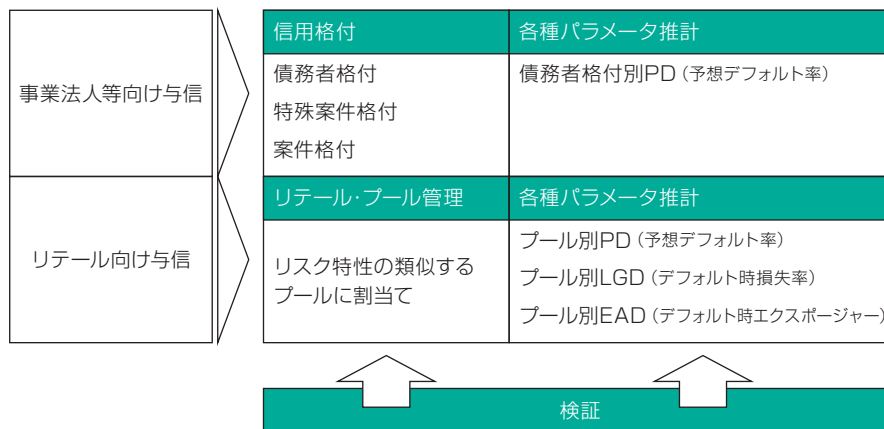 事業法人等向け与信
信用格付
各種パラメータ推計
債務者格付
特殊案件格付
案件格付
債務者格付別PD（予想デフォルト率）
リテール向け与信
リテール・プール管理
各種パラメータ推計
リスク特性の類似する
プールに割当て
プール別PD（予想デフォルト率）
プール別LGD（デフォルト時損失率）
プール別EAD（デフォルト時エクスポージャー）
検証